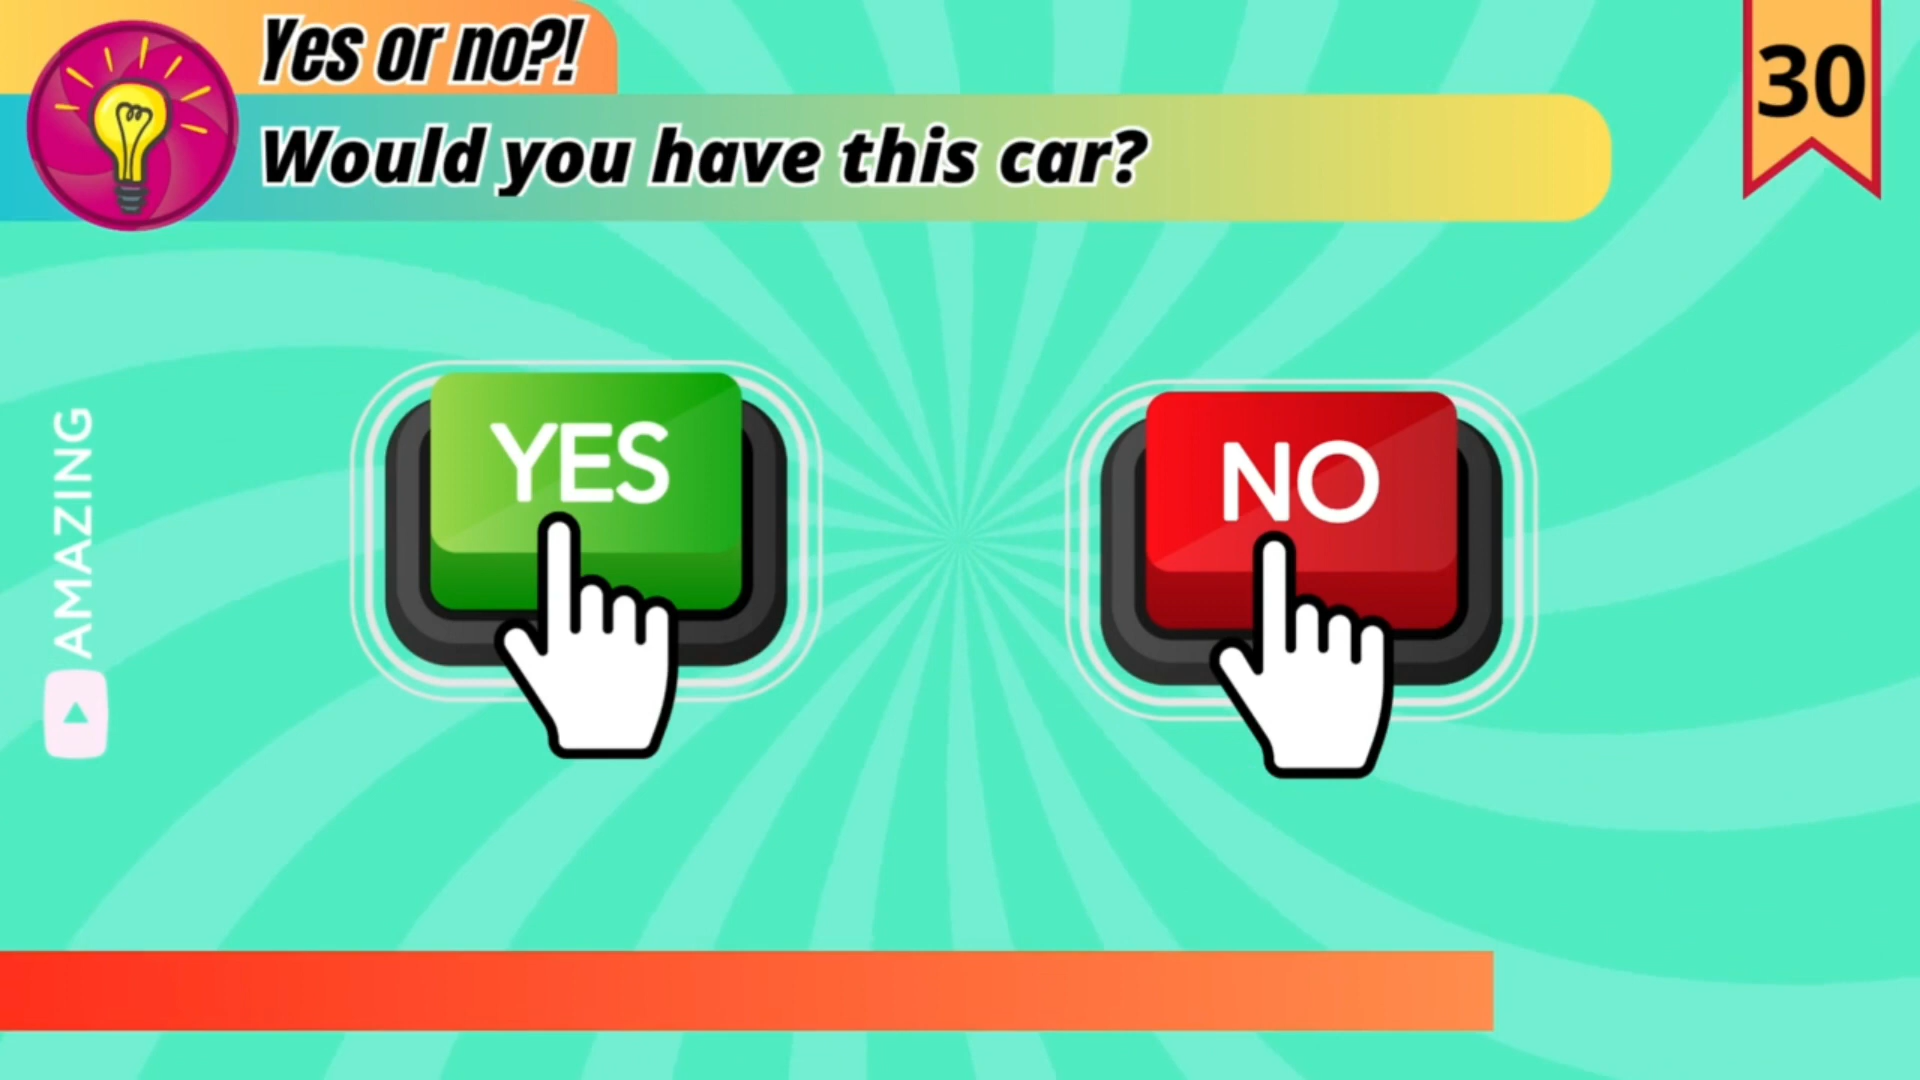 Yes or no?!
30
Would you have this car?
YES
NO
AMAZING